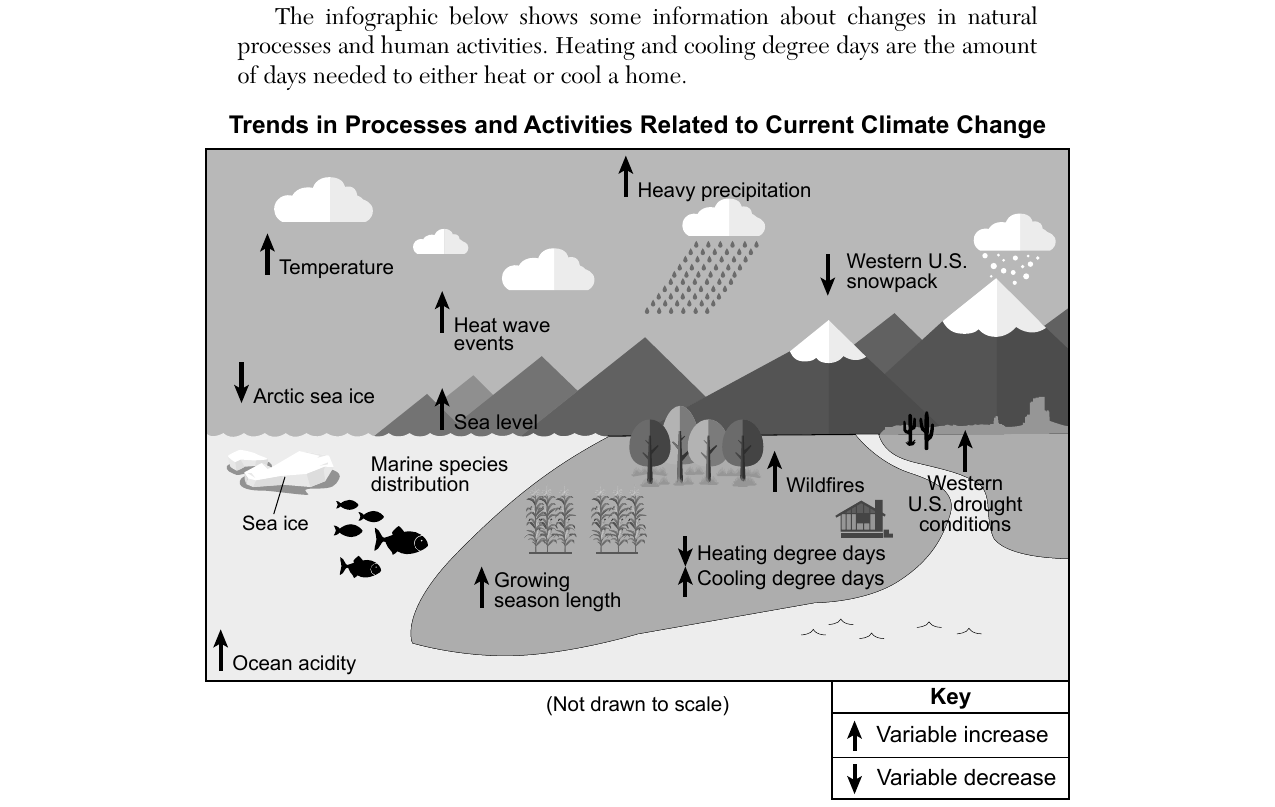 The infographic below shows some information about changes in natural
processes and human activities. Heating and cooling degree days are the amount
of days needed to either heat or cool a home.
Trends in Processes and Activities Related to Current Climate Change
Heavy precipitation
Temperature
Western U.S.
snowpack
Heat wave
events
Arctic sea ice
Sea level
Marine species
distribution
Wildfires
Western
U.S. drought
conditions
Sea ice
Heating degree days
Cooling degree days
Growing
season length
Ocean acidity
(Not drawn to scale)
Key
Variable increase
Variable decrease